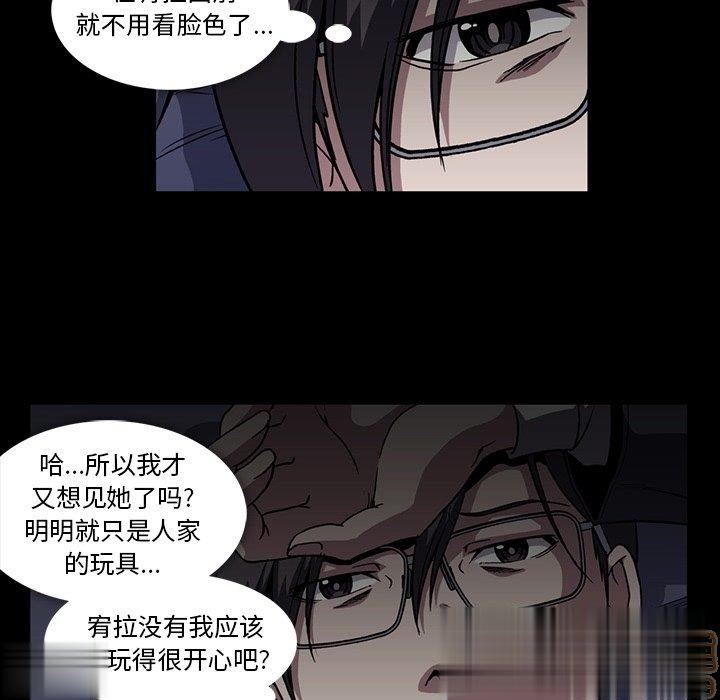 就不用看脸色了...
哈...所以我才
又想见她了吗?
明明就只是人家
的玩具...
宥拉没有我应该
玩得很开心吧?